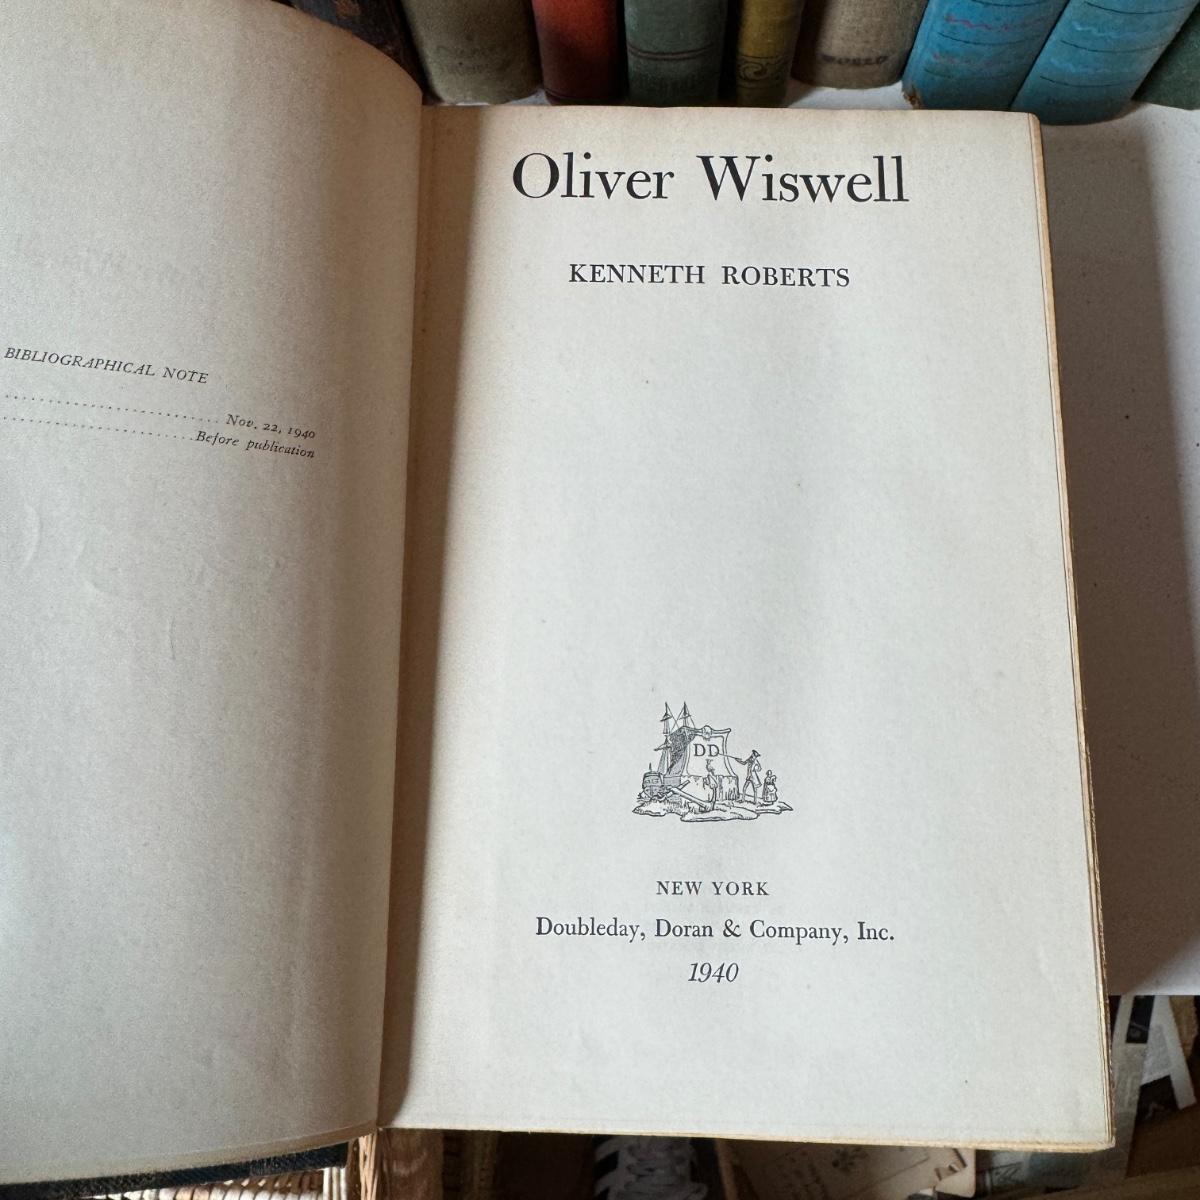 BIBLIOGRAPHICAL NOTE
........................ Nov. 22, 1940
........................Before publication
Oliver Wiswell
KENNETH ROBERTS
DD
NEW YORK
Doubleday, Doran & Company, Inc.
1940